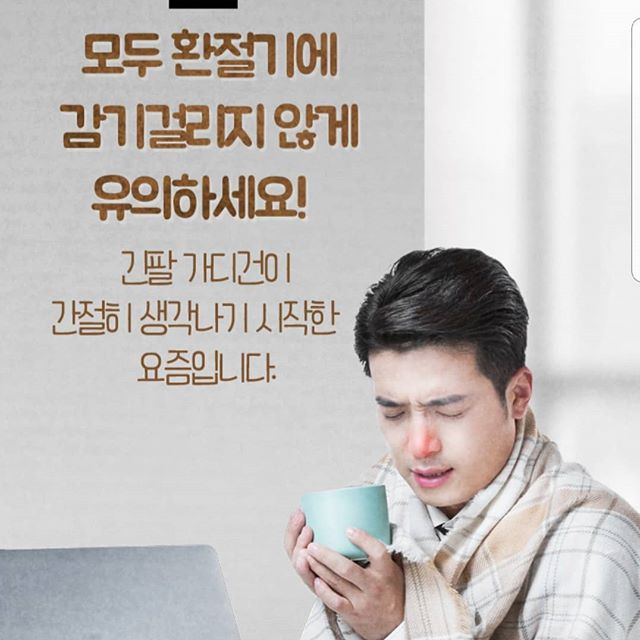 모두 환절기에
감기걸리지 않게
유의하세요!
긴팔 가디건이
간절히 생각나기 시작한
요즘입니다.